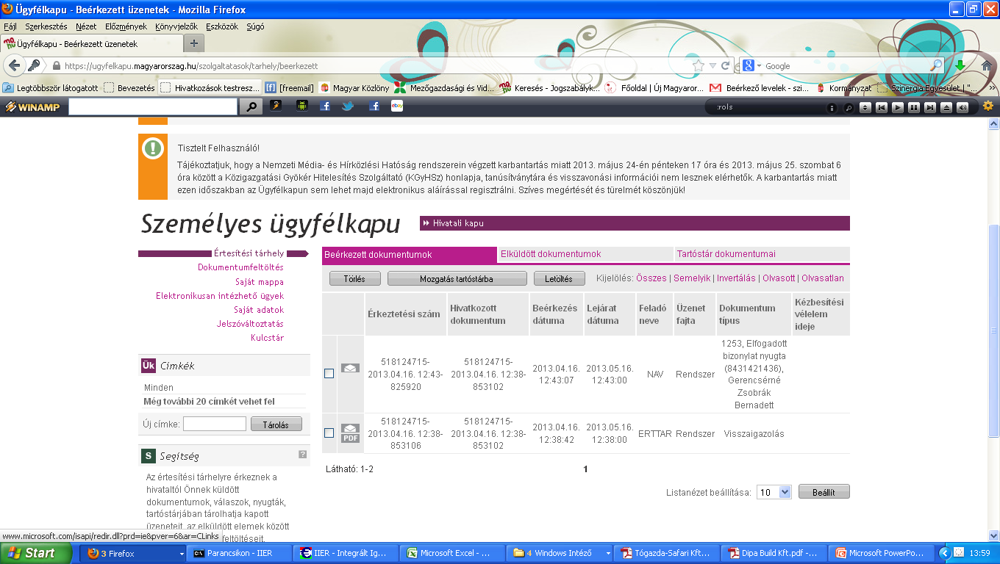 Ügyfélkapu - Beérkezett üzenetek - Mozilla Firefox
Fájl Szerkesztés Nézet Előzmények Könyvjelzők Eszközök Súgó
Ügyfélkapu - Beérkezett üzenetek
https://ugyfelkapu.magyarorszag.hu/szolgaltatasok/tarhely/beerkezett
Google
Legtöbbször látogatott Bevezetés Hivatkozások testresz... [freemail] Magyar Közlöny Mezőgazdasági és Vid... Keresés - Jogszabályk... Főoldal | Új Magyaror... Beérkező levelek - szi... Kormányzat Szinergia Egyesület | "...
WINAMP
ebay
:rols
Tisztelt Felhasználó!
Tájékoztatjuk, hogy a Nemzeti Média- és Hírközlési Hatóság rendszerein végzett karbantartás miatt 2013. május 24-én pénteken 17 óra és 2013. május 25. szombat 6
óra között a Közigazgatási Gyökér Hitelesítés Szolgáltató (KGyHSz) honlapja, tanúsítványtára és visszavonási információi nem lesznek elérhetők. A karbantartás miatt
ezen időszakban az Ügyfélkapun sem lehet majd elektronikus aláírással regisztrálni. Szíves megértését és türelmét köszönjük!
Személyes ügyfélkapu
Hivatali kapu
Értesítési tárhely
Dokumentumfeltöltés
Saját mappa
Elektronikusan intézhető ügyek
Saját adatok
Jelszóváltoztatás
Kulcstár
Ük Címkék
Minden
Még további 20 címkét vehet fel
Új címke:
Tárolás
S Segítség ?
Az értesítési tárhelyre érkeznek a
hivataltól Önnek küldött
dokumentumok, válaszok, nyugták,
tartóstárjában tárolhatja kapott
üzeneteit, az elküldött elemek között
feltöltéseit.
Beérkezett dokumentumok Elküldött dokumentumok Tartóstár dokumentumai
Törlés Mozgatás tartóstárba Letöltés Kijelölés: Összes | Semelyik | Invertálás | Olvasott | Olvasatlan
Érkeztetési szám
Hivatkozott
dokumentum
Beérkezés
dátuma
Lejárat
dátuma
Feladó
neve
Üzenet
fajta
Dokumentum
típus
Kézbesítési
vélelem
ideje
518124715-
2013.04.16. 12:43-
825920
518124715-
2013.04.16. 12:38-
853102
2013.04.16.
12:43:07
2013.05.16.
12:43:00
NAV
Rendszer
1253, Elfogadott
bizonylat nyugta
(8431421436),
Gerencsérné
Zsobrák
Bernadett
PDF
518124715-
2013.04.16. 12:38-
853106
518124715-
2013.04.16. 12:38-
853102
2013.04.16.
12:38:42
2013.05.16.
12:38:00
ERTTAR
Rendszer
Visszaigazolás
Látható: 1-2 1
Listanézet beállítása: 10 Beállít
www.microsoft.com/isapi/redir.dll?prd=ie&pver=6&ar=CLinks
Start 3 Firefox Parancsikon - IIER IIER - Integrált Ig... Microsoft Excel - ... 4 Windows Intéző Tógazda-Safari Kft... Dipa Build Kft.pdf -... Microsoft PowerPo... 13:59